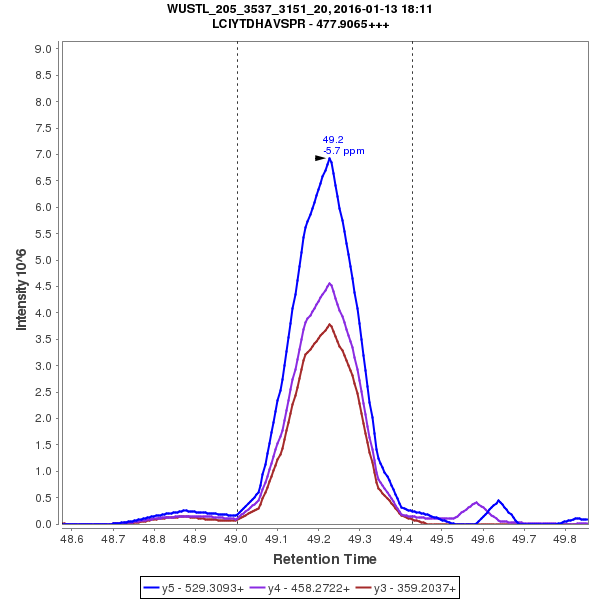 WUSTL_205_3537_3151_20, 2016-01-13 18:11
LCIYTDHAVSPR - 477.9065+++
49.2
-5.7 ppm
Intensity 10^6
9.0
8.5
8.0
7.5
7.0
6.5
6.0
5.5
5.0
4.5
4.0
3.5
3.0
2.5
2.0
1.5
1.0
0.5
0.0
48.6 48.7 48.8 48.9 49.0 49.1 49.2 49.3 49.4 49.5 49.6 49.7 49.8
Retention Time
y5 - 529.3093+ y4 - 458.2722+ y3 - 359.2037+